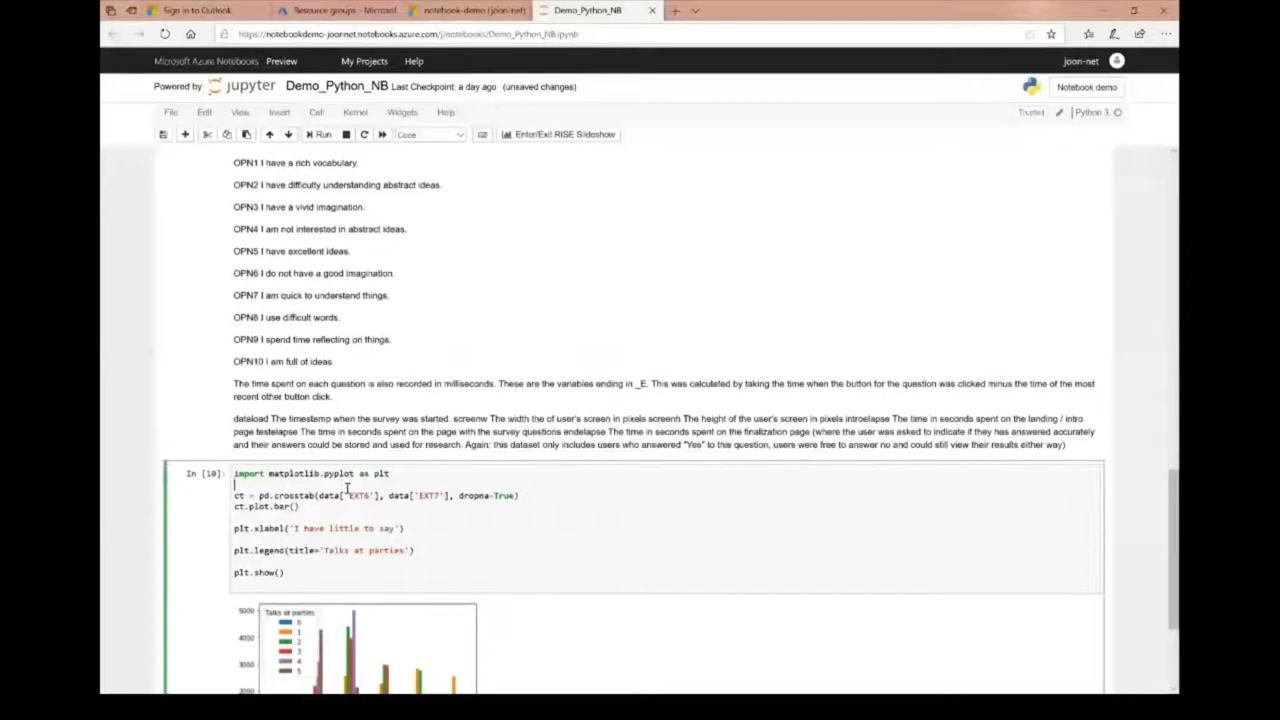 Sign in to Outlook
Resource groups - Microsoft
notebook-demo (joon-net)
Demo_Python_NB
https://notebookdemo-joonnet.notebooks.azure.com/j/notebooks/Demo_Python_NB.ipynb
Microsoft Azure Notebooks Preview My Projects Help joon-net
Powered by jupyter Demo_Python_NB Last Checkpoint: a day ago (unsaved changes) Notebook demo
File Edit View Insert Cell Kernel Widgets Help Trusted Python 3
Run Code Enter/Exit RISE Slideshow
OPN1 I have a rich vocabulary.
OPN2 I have difficulty understanding abstract ideas.
OPN3 I have a vivid imagination.
OPN4 I am not interested in abstract ideas.
OPN5 I have excellent ideas.
OPN6 I do not have a good imagination.
OPN7 I am quick to understand things.
OPN8 I use difficult words.
OPN9 I spend time reflecting on things.
OPN10 I am full of ideas.
The time spent on each question is also recorded in milliseconds. These are the variables ending in _E. This was calculated by taking the time when the button for the question was clicked minus the time of the most
recent other button click.
dateload The timestamp when the survey was started. screenw The width the of user's screen in pixels screenh The height of the user's screen in pixels introelapse The time in seconds spent on the landing / intro
page testelapse The time in seconds spent on the page with the survey questions endelapse The time in seconds spent on the finalization page (where the user was asked to indicate if they has answered accurately
and their answers could be stored and used for research. Again: this dataset only includes users who answered "Yes" to this question, users were free to answer no and could still view their results either way)
In [10]: import matplotlib.pyplot as plt
ct = pd.crosstab(data['EXT6'], data['EXT7'], dropna=True)
ct.plot.bar()
plt.xlabel('I have little to say')
plt.legend(title='Talks at parties')
plt.show()
5000
4000
3000
2000
Talks at parties
0
1
2
3
4
5